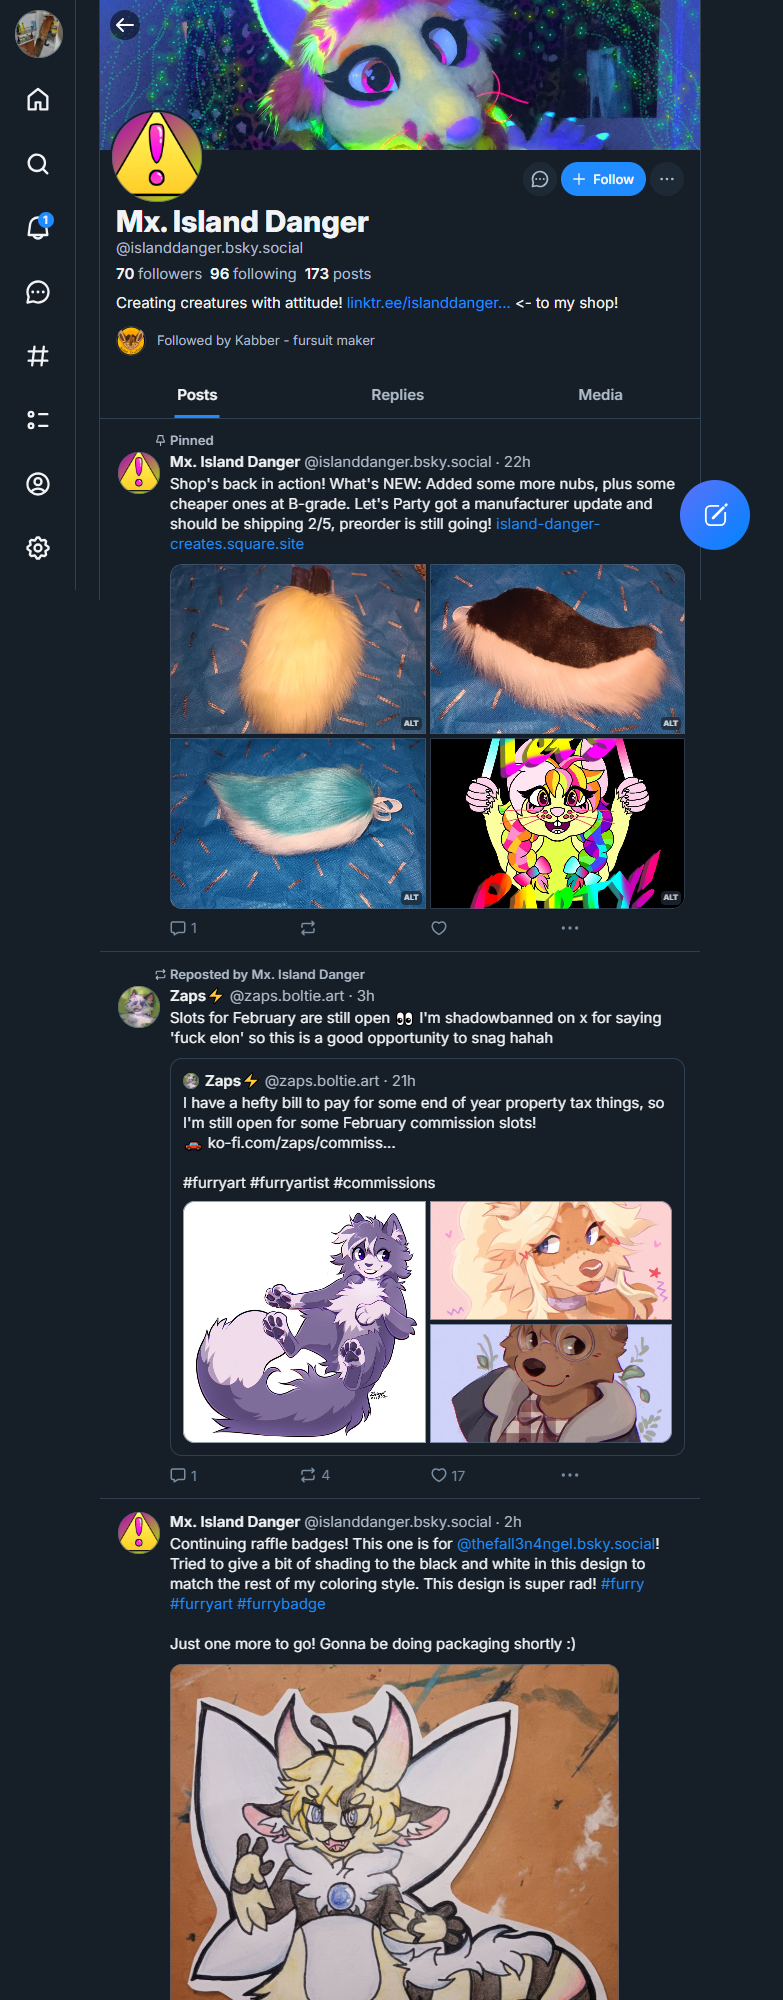 Mx. Island Danger
@islanddanger.bsky.social
70 followers 96 following 173 posts
Creating creatures with attitude! linktr.ee/islanddanger... <- to my shop!
Followed by Kabber - fursuit maker
+ Follow
1
Posts Replies Media
Pinned
Mx. Island Danger @islanddanger.bsky.social · 22h
Shop's back in action! What's NEW: Added some more nubs, plus some
cheaper ones at B-grade. Let's Party got a manufacturer update and
should be shipping 2/5, preorder is still going! island-danger-
creates.square.site
ALT
ALT
ALT
PARTY
ALT
1
Reposted by Mx. Island Danger
Zaps⚡ @zaps.boltie.art · 3h
Slots for February are still open 👀 I'm shadowbanned on x for saying
'fuck elon' so this is a good opportunity to snag hahah
Zaps⚡ @zaps.boltie.art · 21h
I have a hefty bill to pay for some end of year property tax things, so
I'm still open for some February commission slots!
🚗 ko-fi.com/zaps/commiss...
#furryart #furryartist #commissions
1 4 17
Mx. Island Danger @islanddanger.bsky.social · 2h
Continuing raffle badges! This one is for @thefall3n4ngel.bsky.social!
Tried to give a bit of shading to the black and white in this design to
match the rest of my coloring style. This design is super rad! #furry
#furryart #furrybadge
Just one more to go! Gonna be doing packaging shortly :)